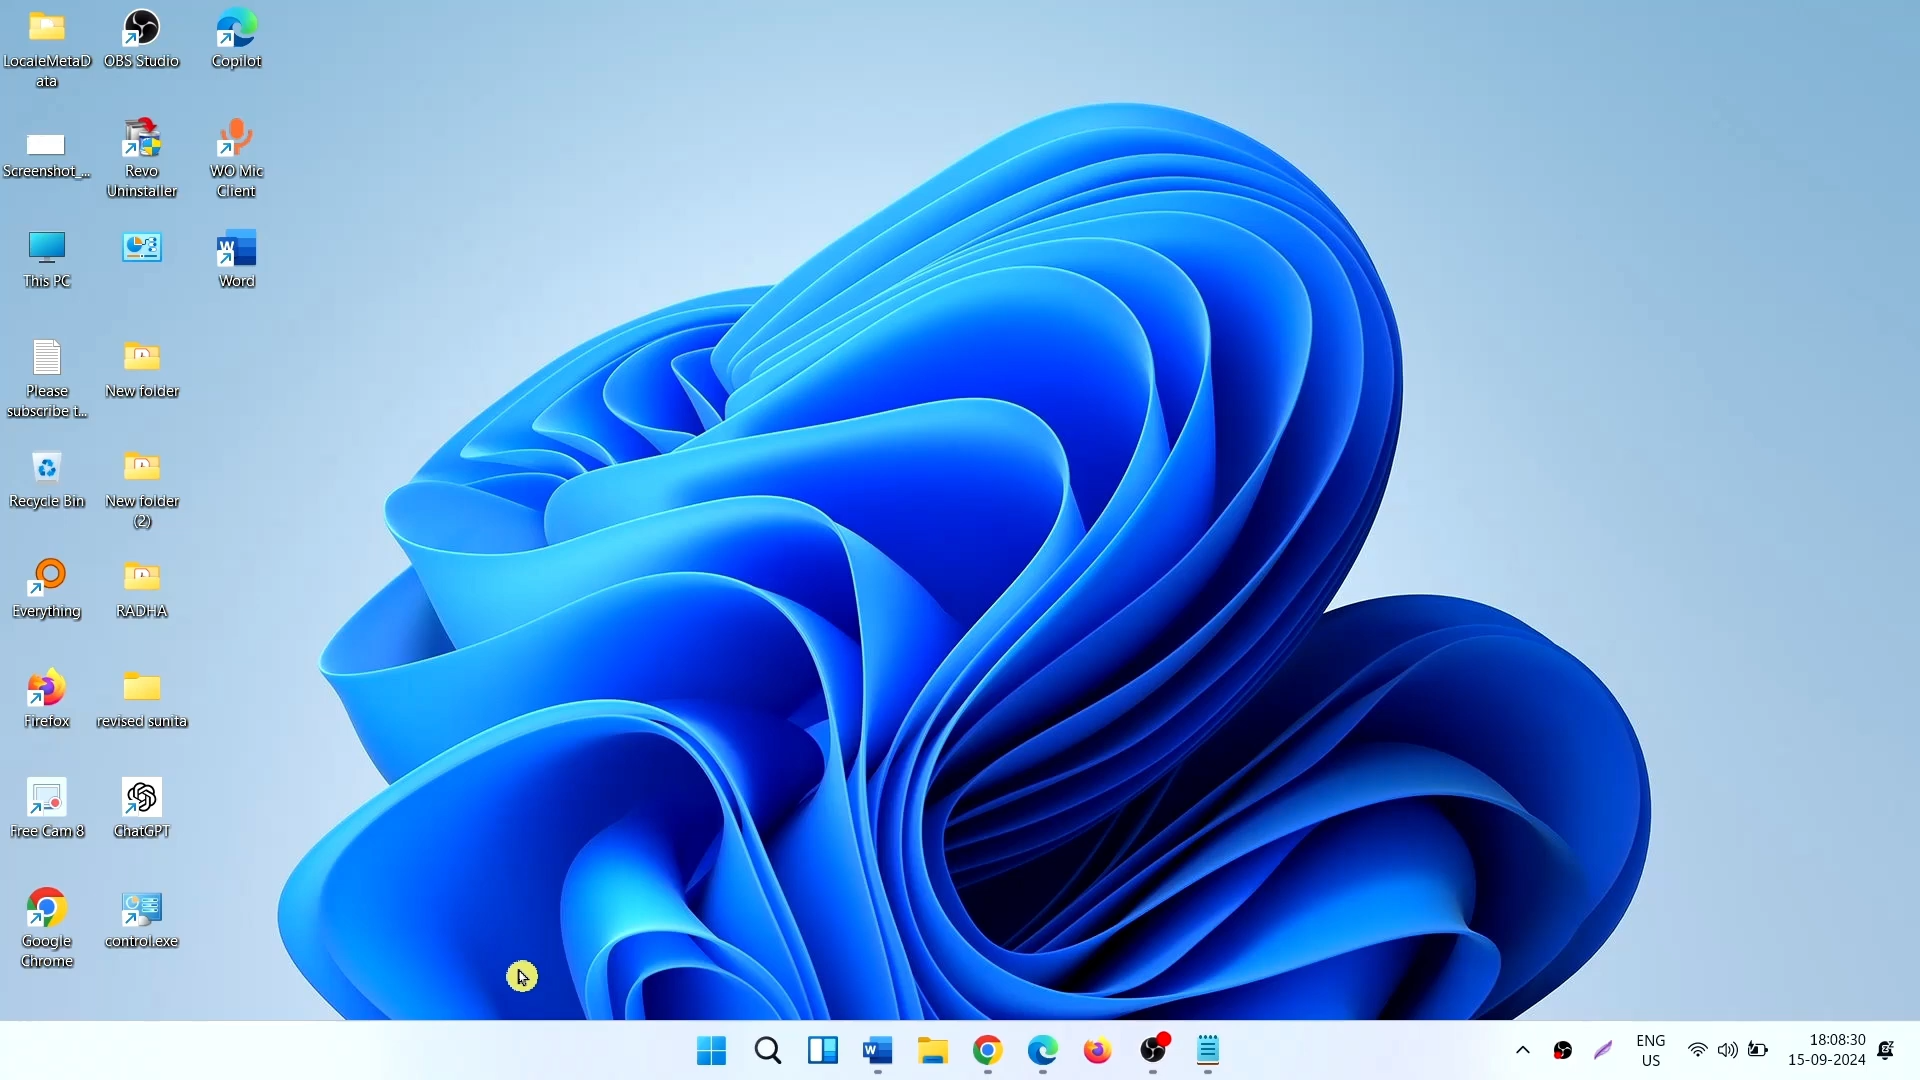 LocaleMetaD
ata
OBS Studio
Copilot
Screenshot_...
Revo
Uninstaller
WO Mic
Client
This PC
Word
Please
subscribe t...
New folder
Recycle Bin
New folder
(2)
Everything
RADHA
Firefox
revised sunita
Free Cam 8
ChatGPT
Google
Chrome
control.exe
ENG
US
18:08:30
15-09-2024